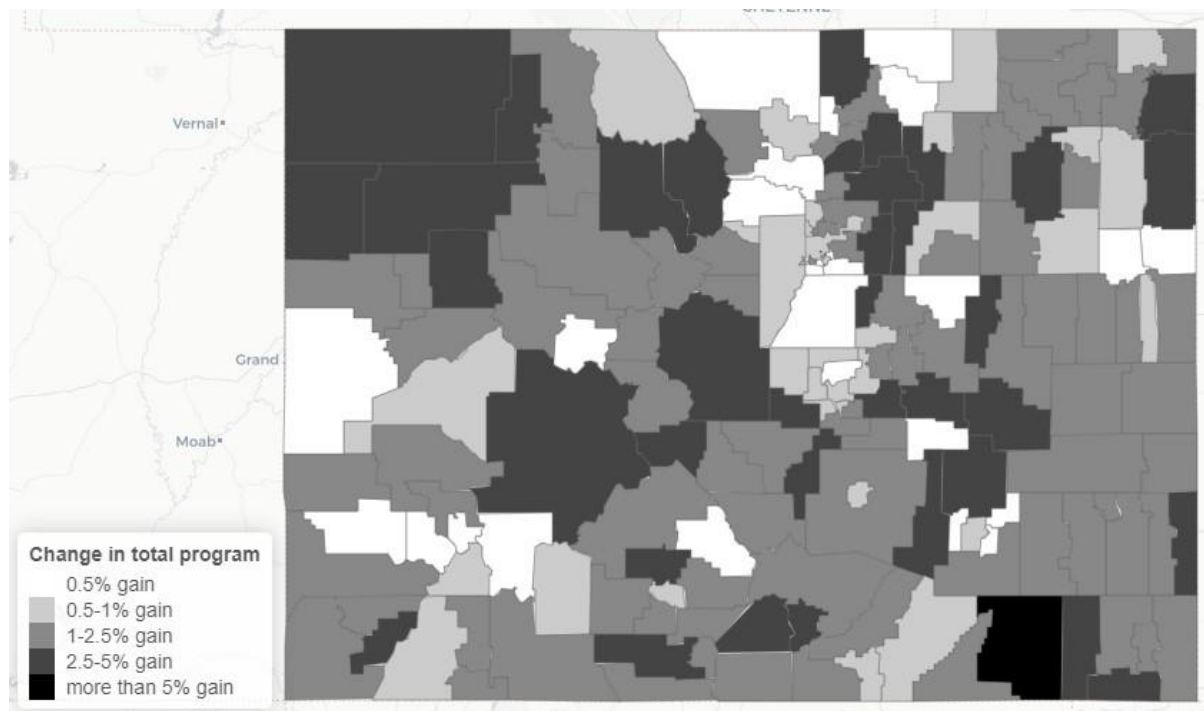 CHEYENNE
Vernal
Grand
Moab
Change in total program
0.5% gain
0.5-1% gain
1-2.5% gain
2.5-5% gain
more than 5% gain